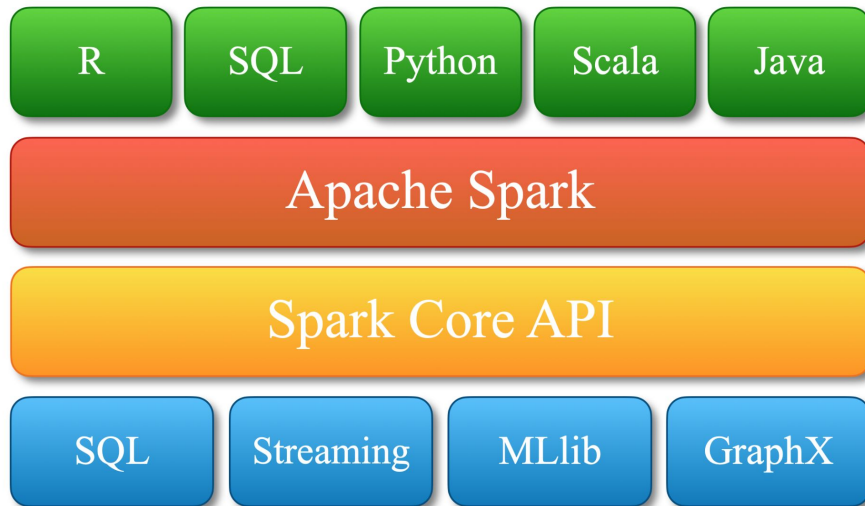 R SQL Python Scala Java
Apache Spark
Spark Core API
SQL Streaming MLlib GraphX